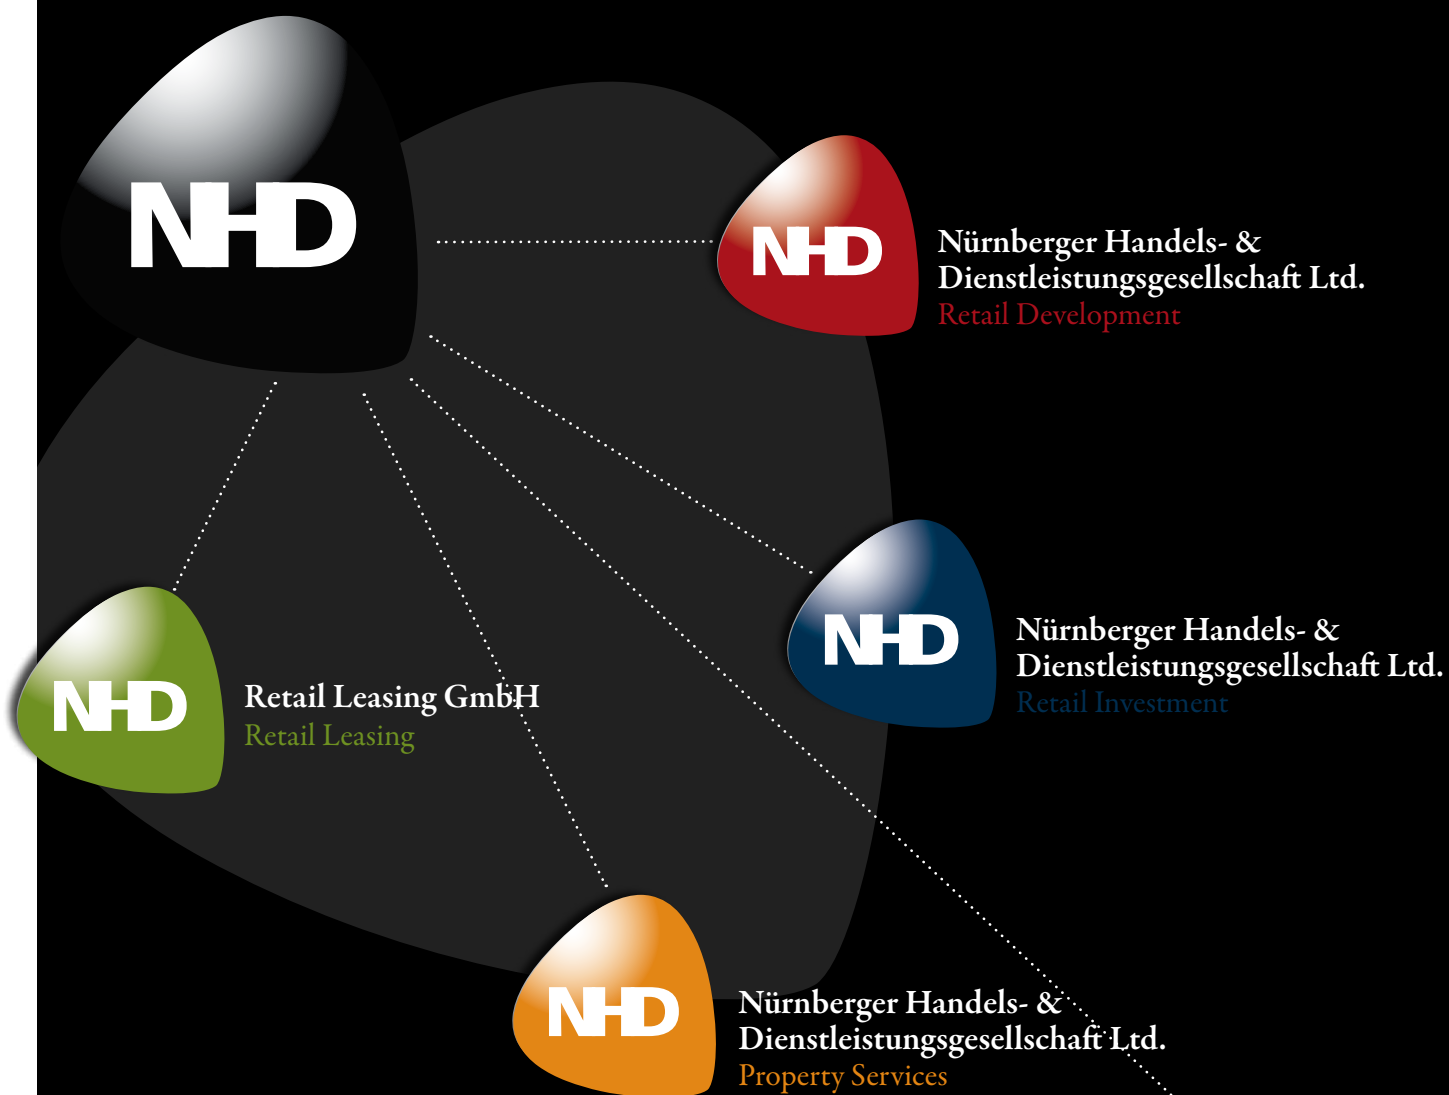 NHD
NHD
Nürnberger Handels- &
Dienstleistungsgesellschaft Ltd.
Retail Development
NHD
Nürnberger Handels- &
Dienstleistungsgesellschaft Ltd.
Retail Investment
NHD
Retail Leasing GmbH
Retail Leasing
NHD
Nürnberger Handels- &
Dienstleistungsgesellschaft Ltd.
Property Services